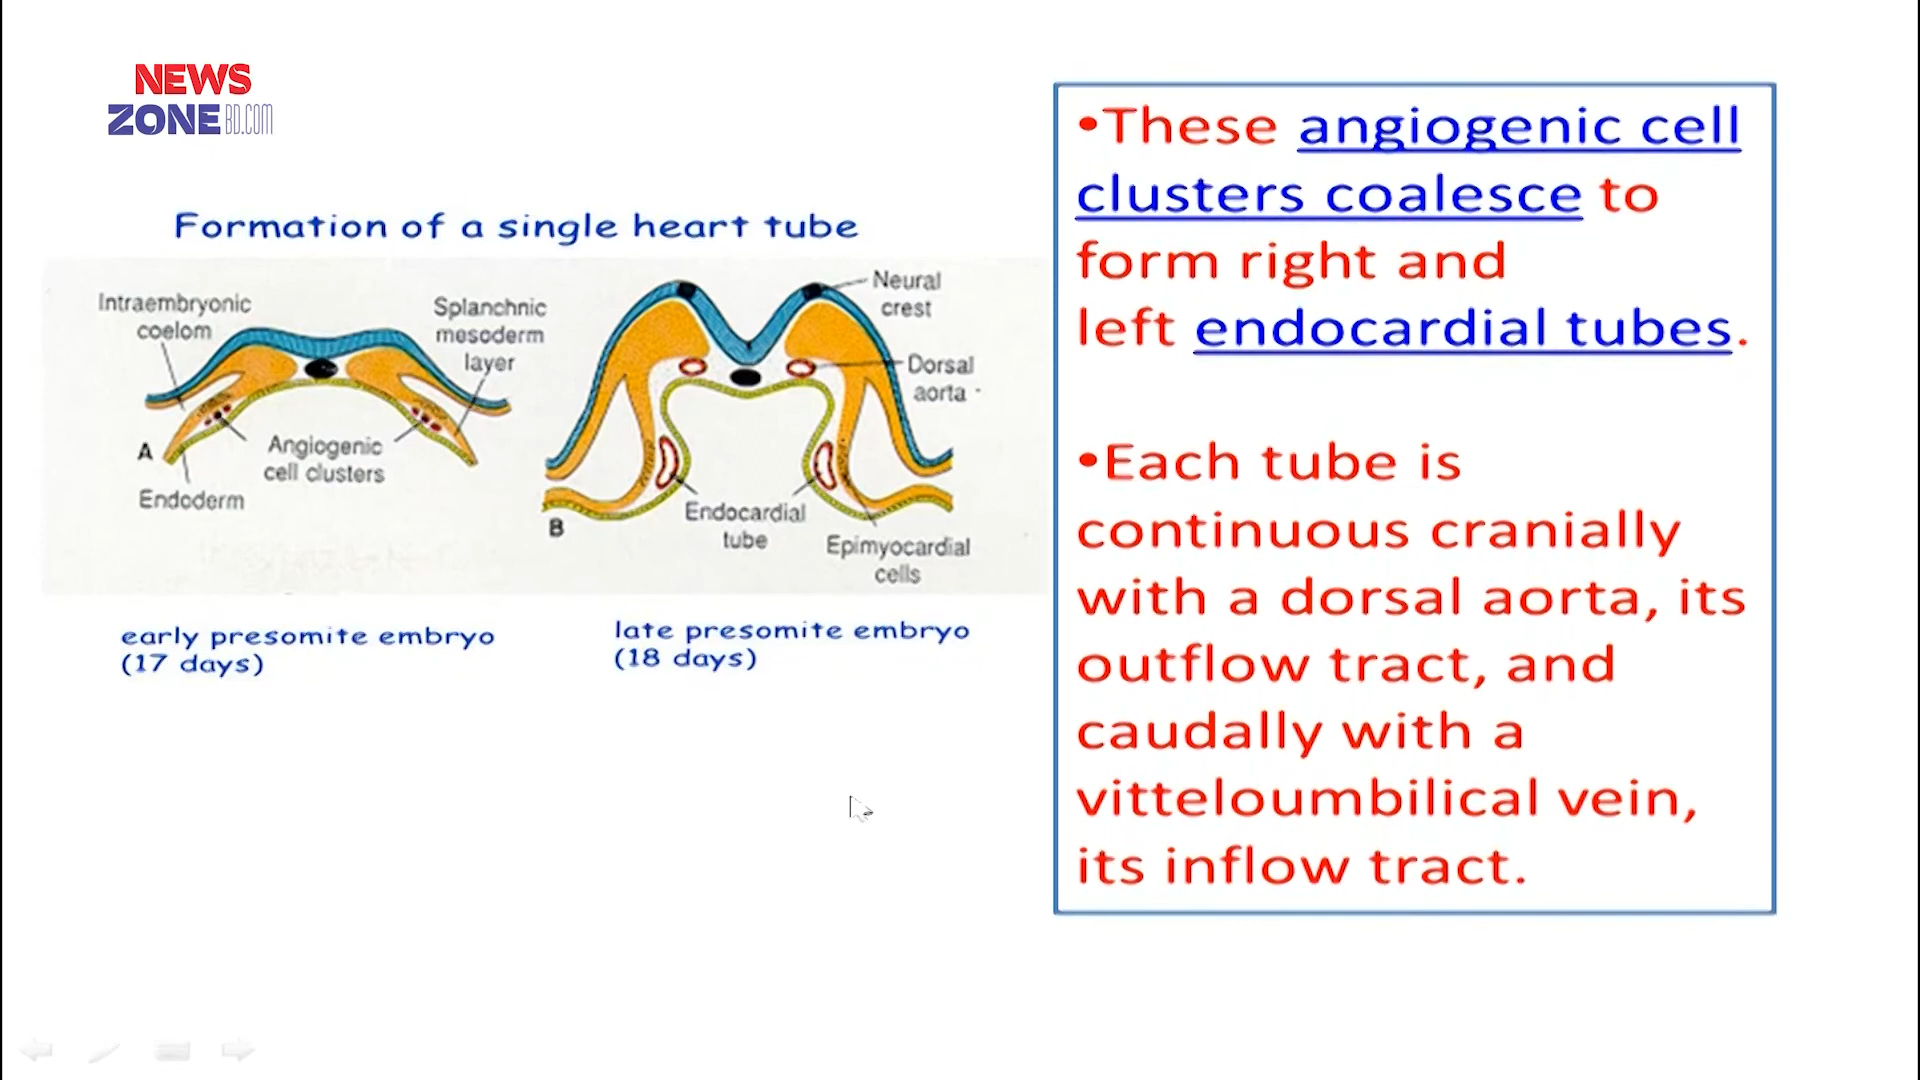 NEWS
ZONE BD.COM
Formation of a single heart tube
Intraembryonic
coelom
Splanchnic
mesoderm
layer
A
Angiogenic
cell clusters
Endoderm
Neural
crest
Dorsal
aorta
B
Endocardial
tube
Epimyocardial
cells
early presomite embryo
(17 days)
late presomite embryo
(18 days)
•These angiogenic cell
clusters coalesce to
form right and
left endocardial tubes.
•Each tube is
continuous cranially
with a dorsal aorta, its
outflow tract, and
caudally with a
vitteloumbilical vein,
its inflow tract.